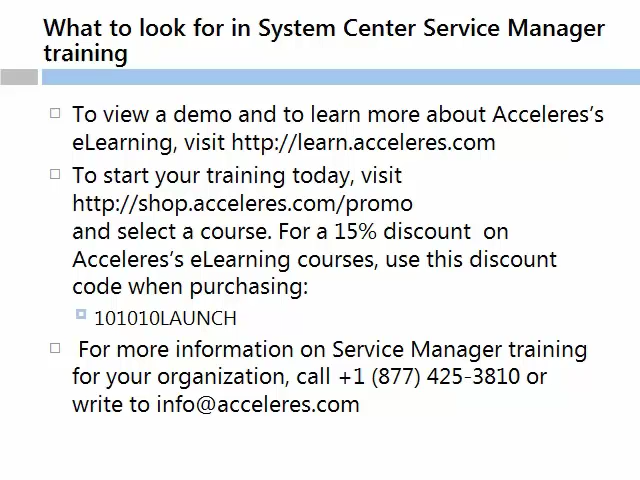 What to look for in System Center Service Manager
training
To view a demo and to learn more about Acceleres’s
eLearning, visit http://learn.acceleres.com
To start your training today, visit
http://shop.acceleres.com/promo
and select a course. For a 15% discount  on
Acceleres’s eLearning courses, use this discount
code when purchasing:
101010LAUNCH
For more information on Service Manager training
for your organization, call +1 (877) 425-3810 or
write to info@acceleres.com